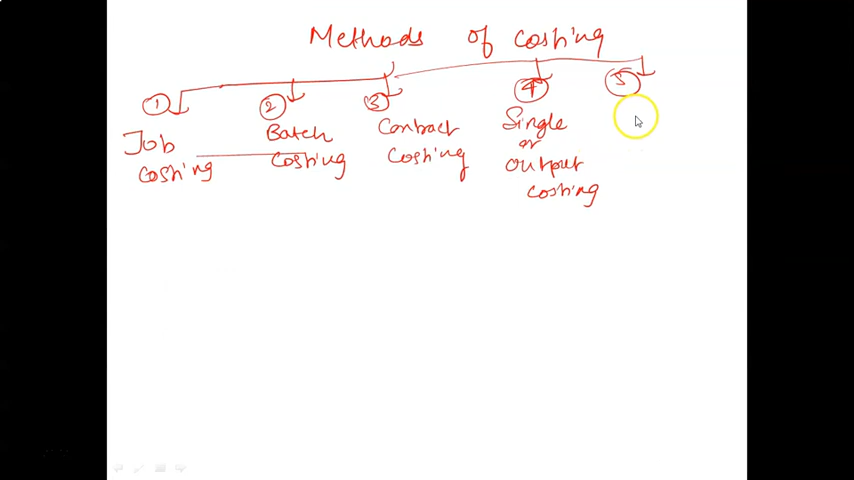 Methods of costing
① ② ③ ④ ⑤
Job costing
Batch costing
Contract costing
Single or output costing